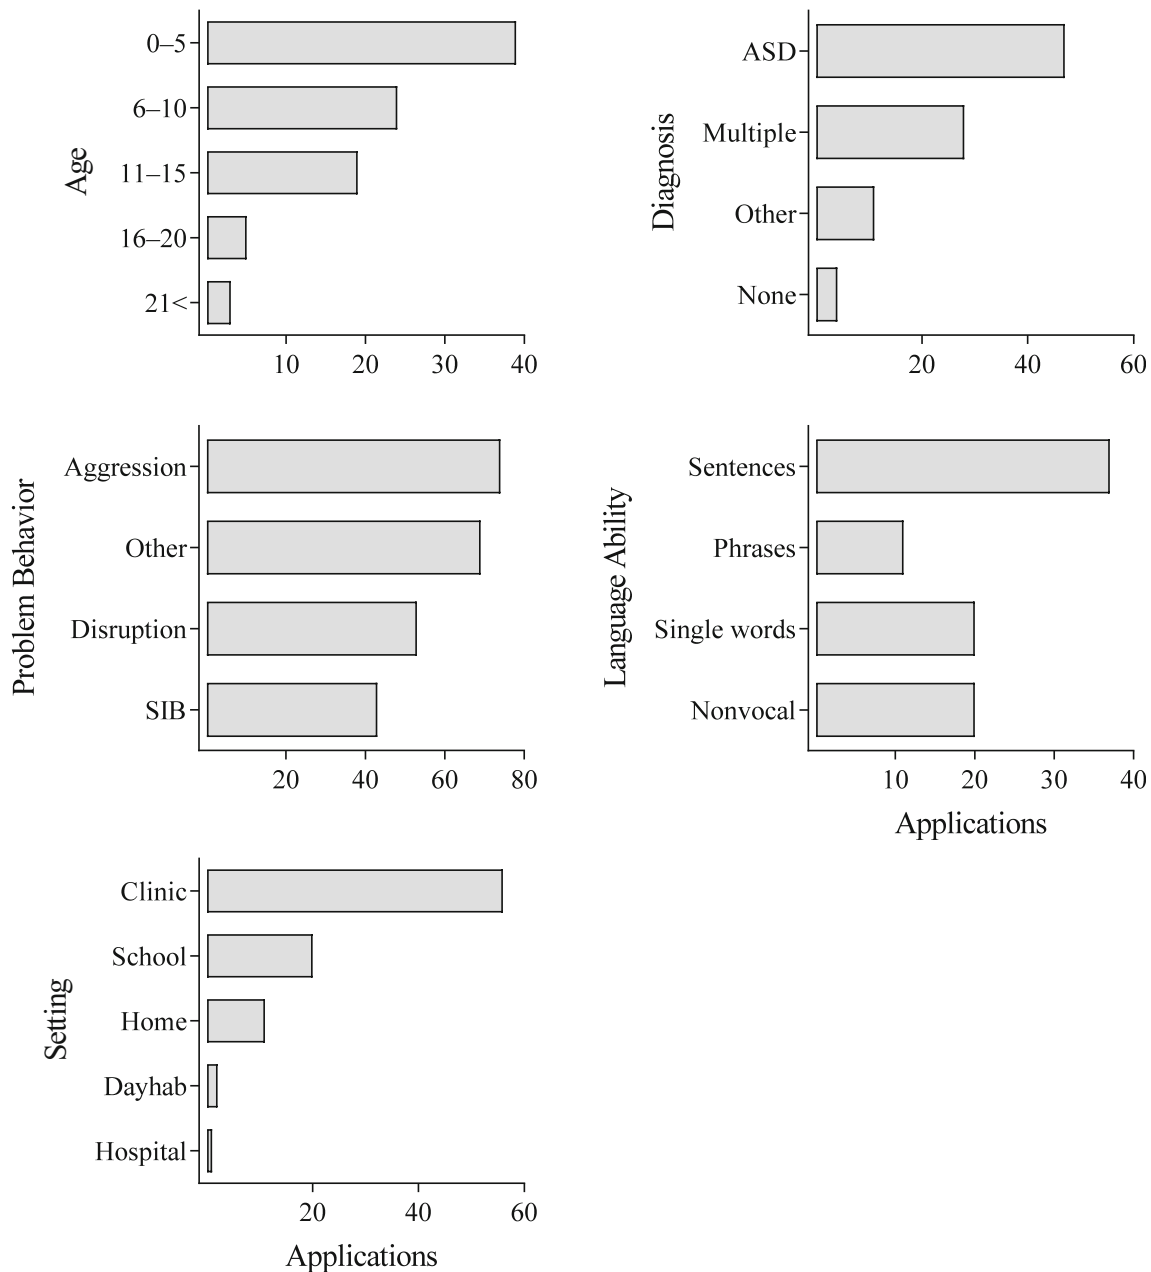 Age
0–5
6–10
11–15
16–20
21<
10 20 30 40
Diagnosis
ASD
Multiple
Other
None
20 40 60
Problem Behavior
Aggression
Other
Disruption
SIB
20 40 60 80
Language Ability
Sentences
Phrases
Single words
Nonvocal
10 20 30 40
Applications
Setting
Clinic
School
Home
Dayhab
Hospital
20 40 60
Applications